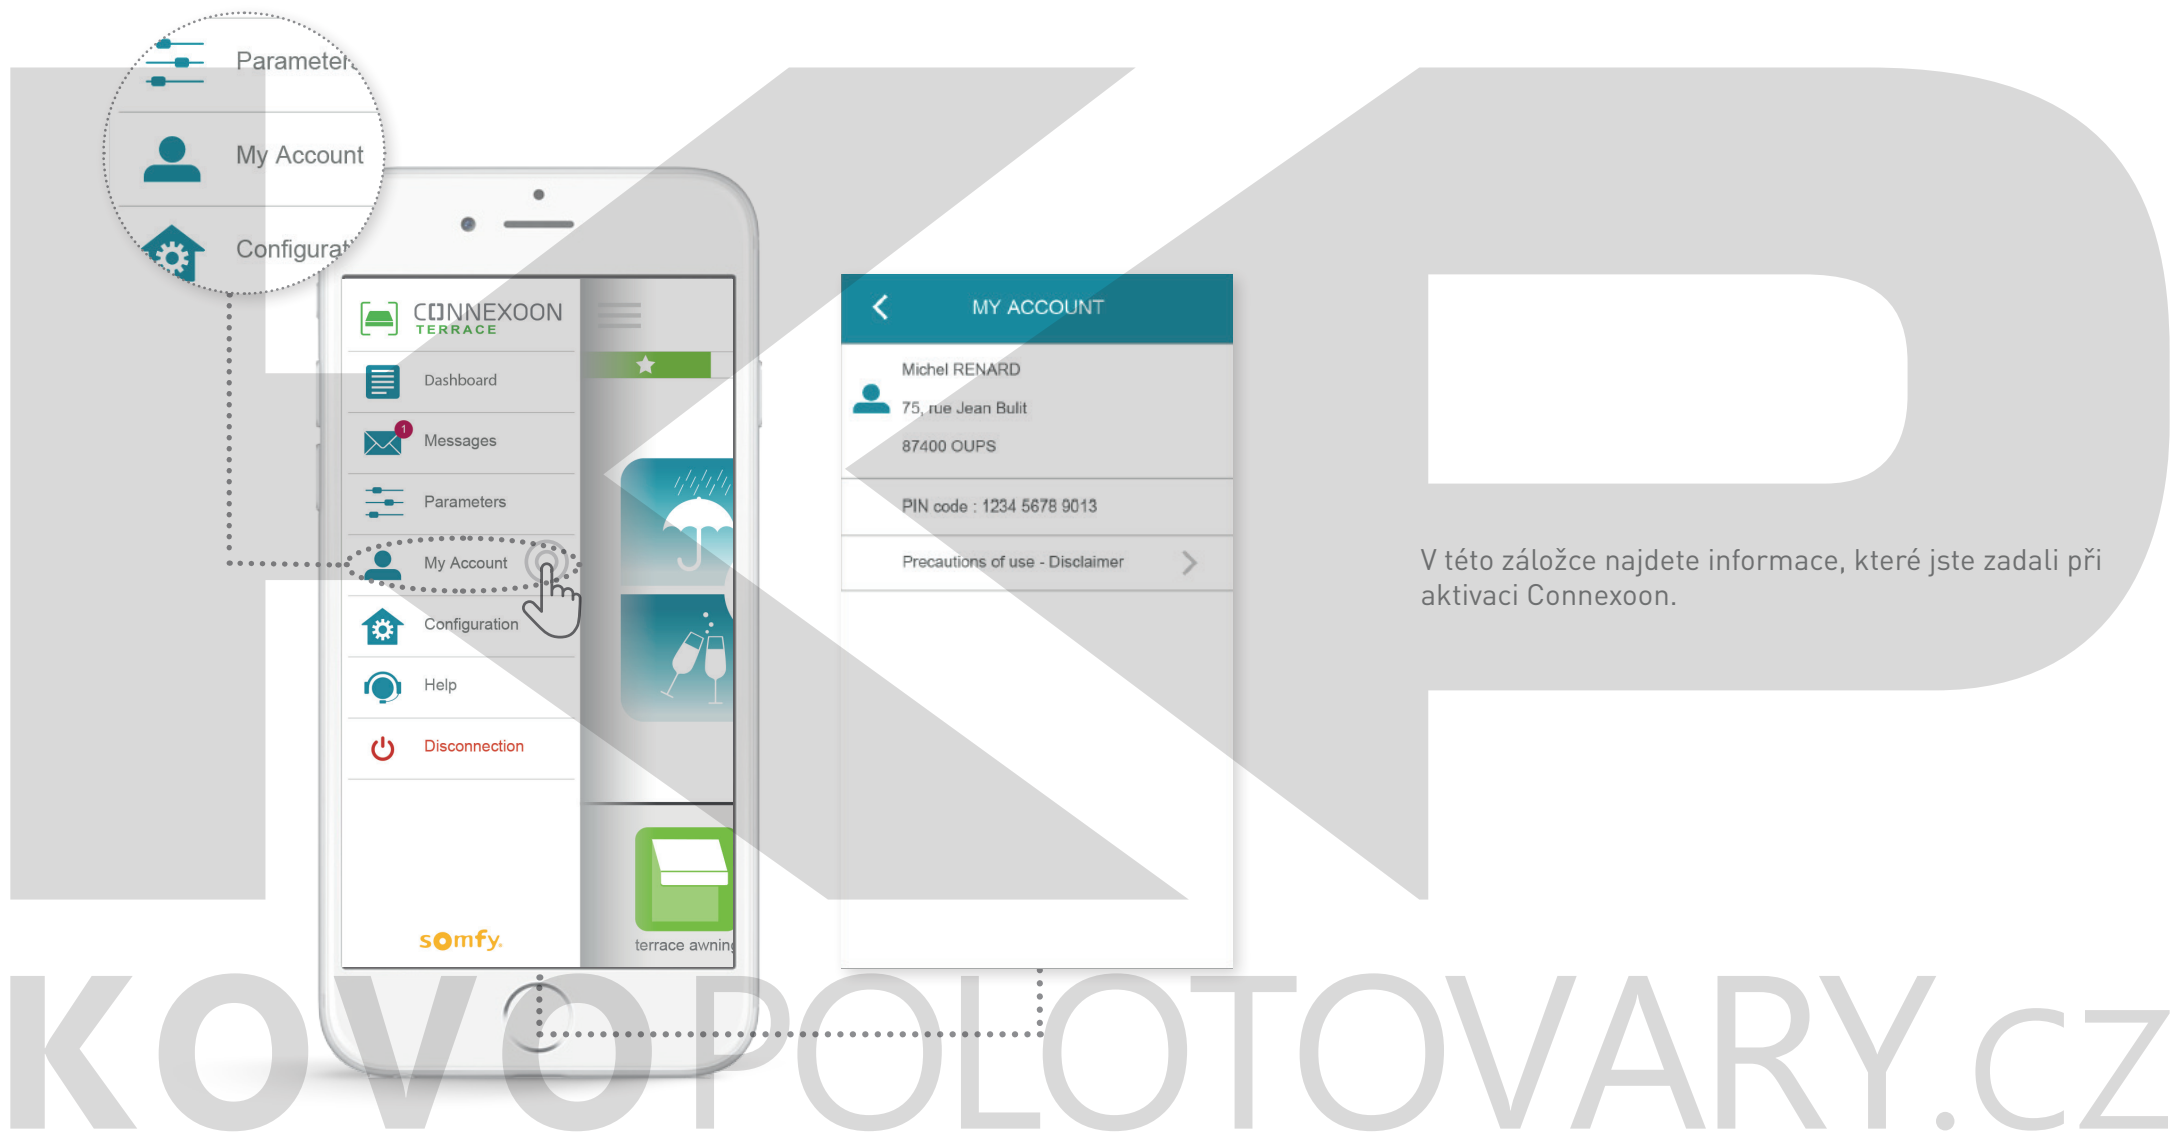 Parameter
My Account
Configurat
CONNEXOON
TERRACE
Dashboard
1
Messages
Parameters
My Account
Configuration
Help
Disconnection
somfy.
terrace awning
MY ACCOUNT
Michel RENARD
75, rue Jean Bulit
87400 OUPS
PIN code : 1234 5678 9013
Precautions of use - Disclaimer
V této záložce najdete informace, které jste zadali při
aktivaci Connexoon.
KP
KOVOPOLOTOVARY.CZ